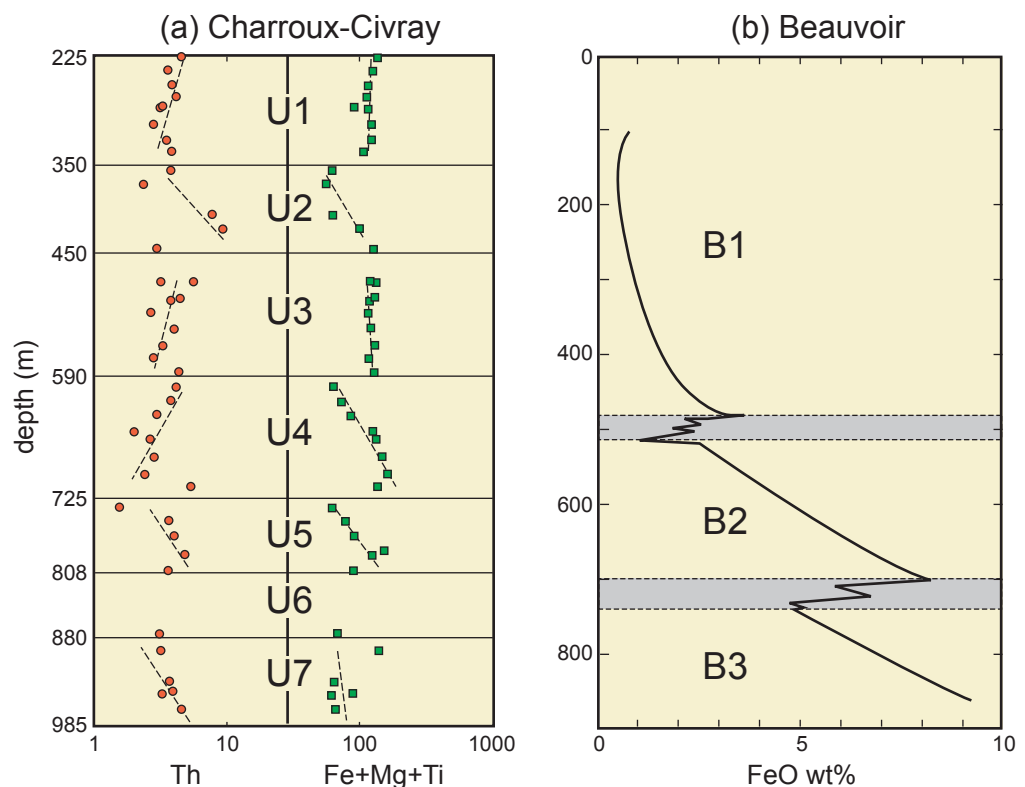 (a) Charroux-Civray
(b) Beauvoir
225
350
450
590
725
808
880
985
depth (m)
U1
U2
U3
U4
U5
U6
U7
1
10
100
1000
Th
Fe+Mg+Ti
0
200
400
600
800
B1
B2
B3
0
5
10
FeO wt%